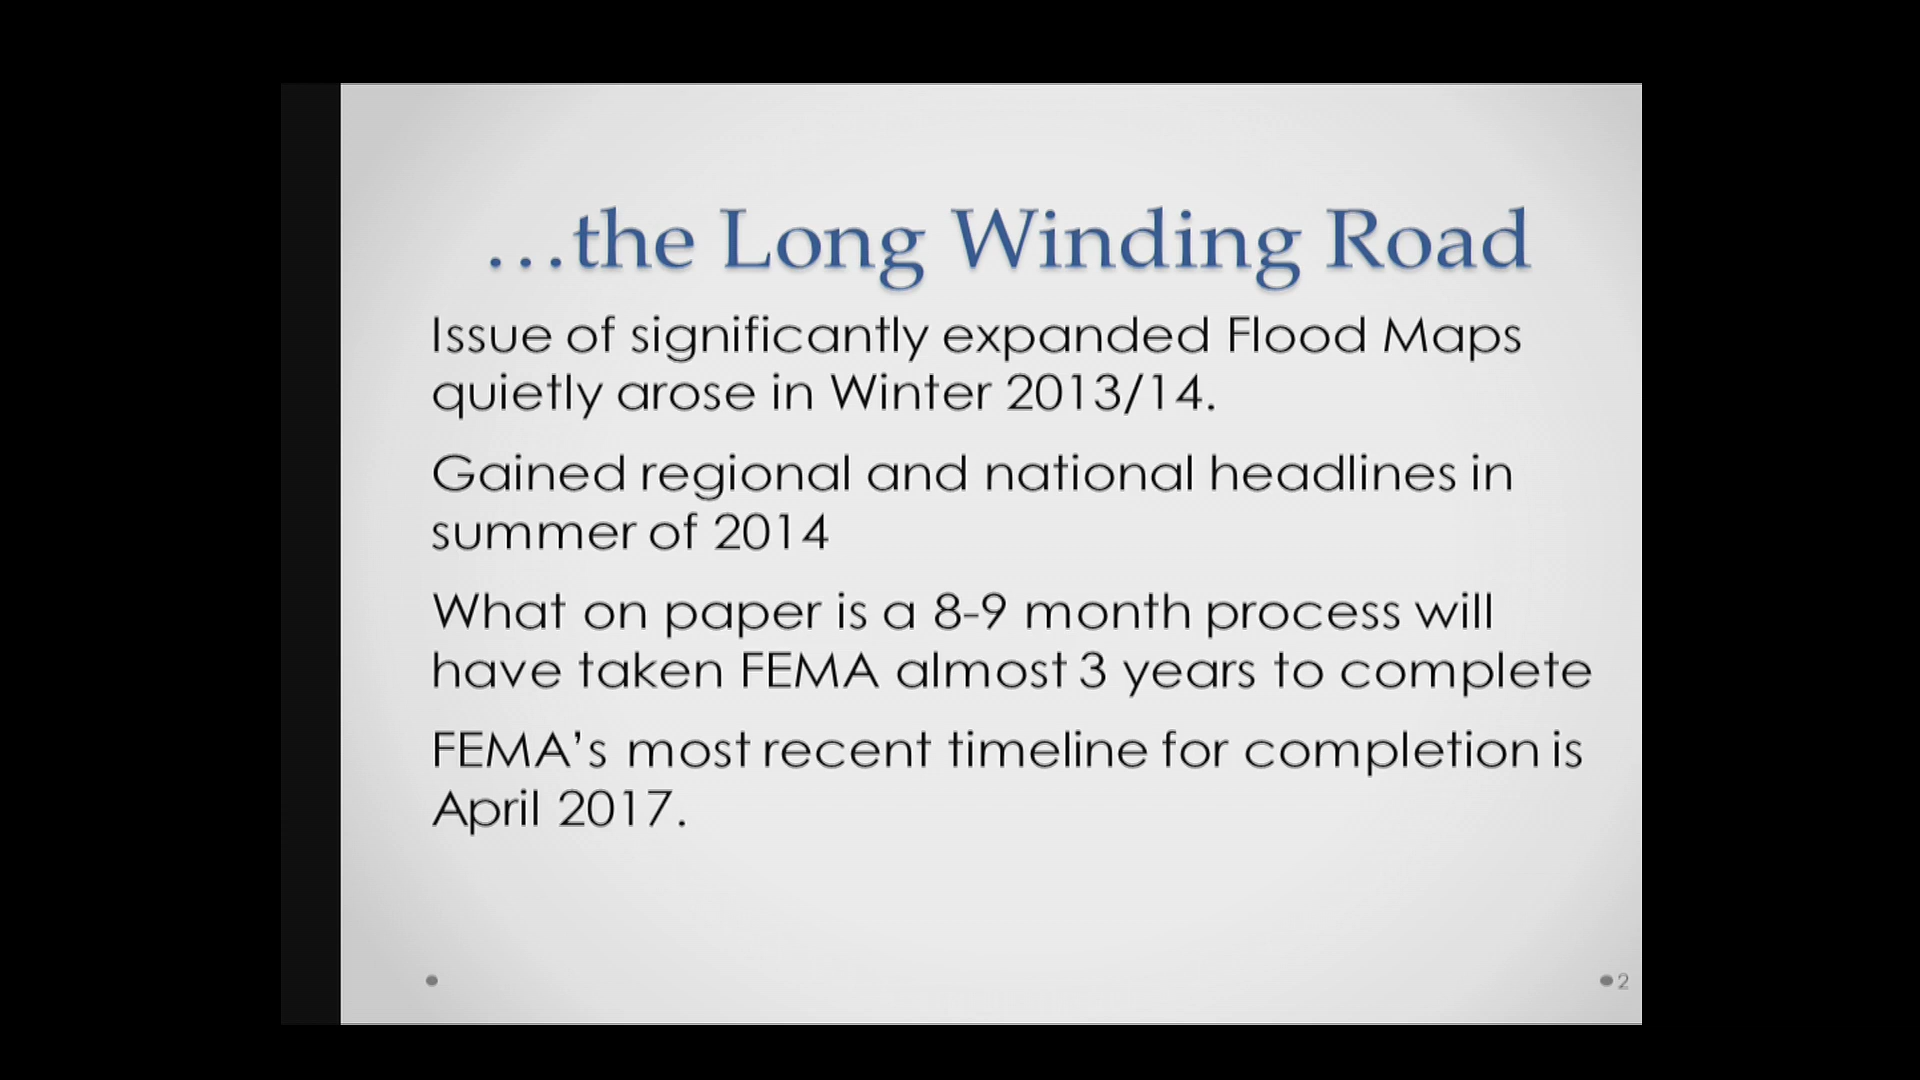 …the Long Winding Road
Issue of significantly expanded Flood Maps
quietly arose in Winter 2013/14.
Gained regional and national headlines in
summer of 2014
What on paper is a 8-9 month process will
have taken FEMA almost 3 years to complete
FEMA’s most recent timeline for completion is
April 2017.
2